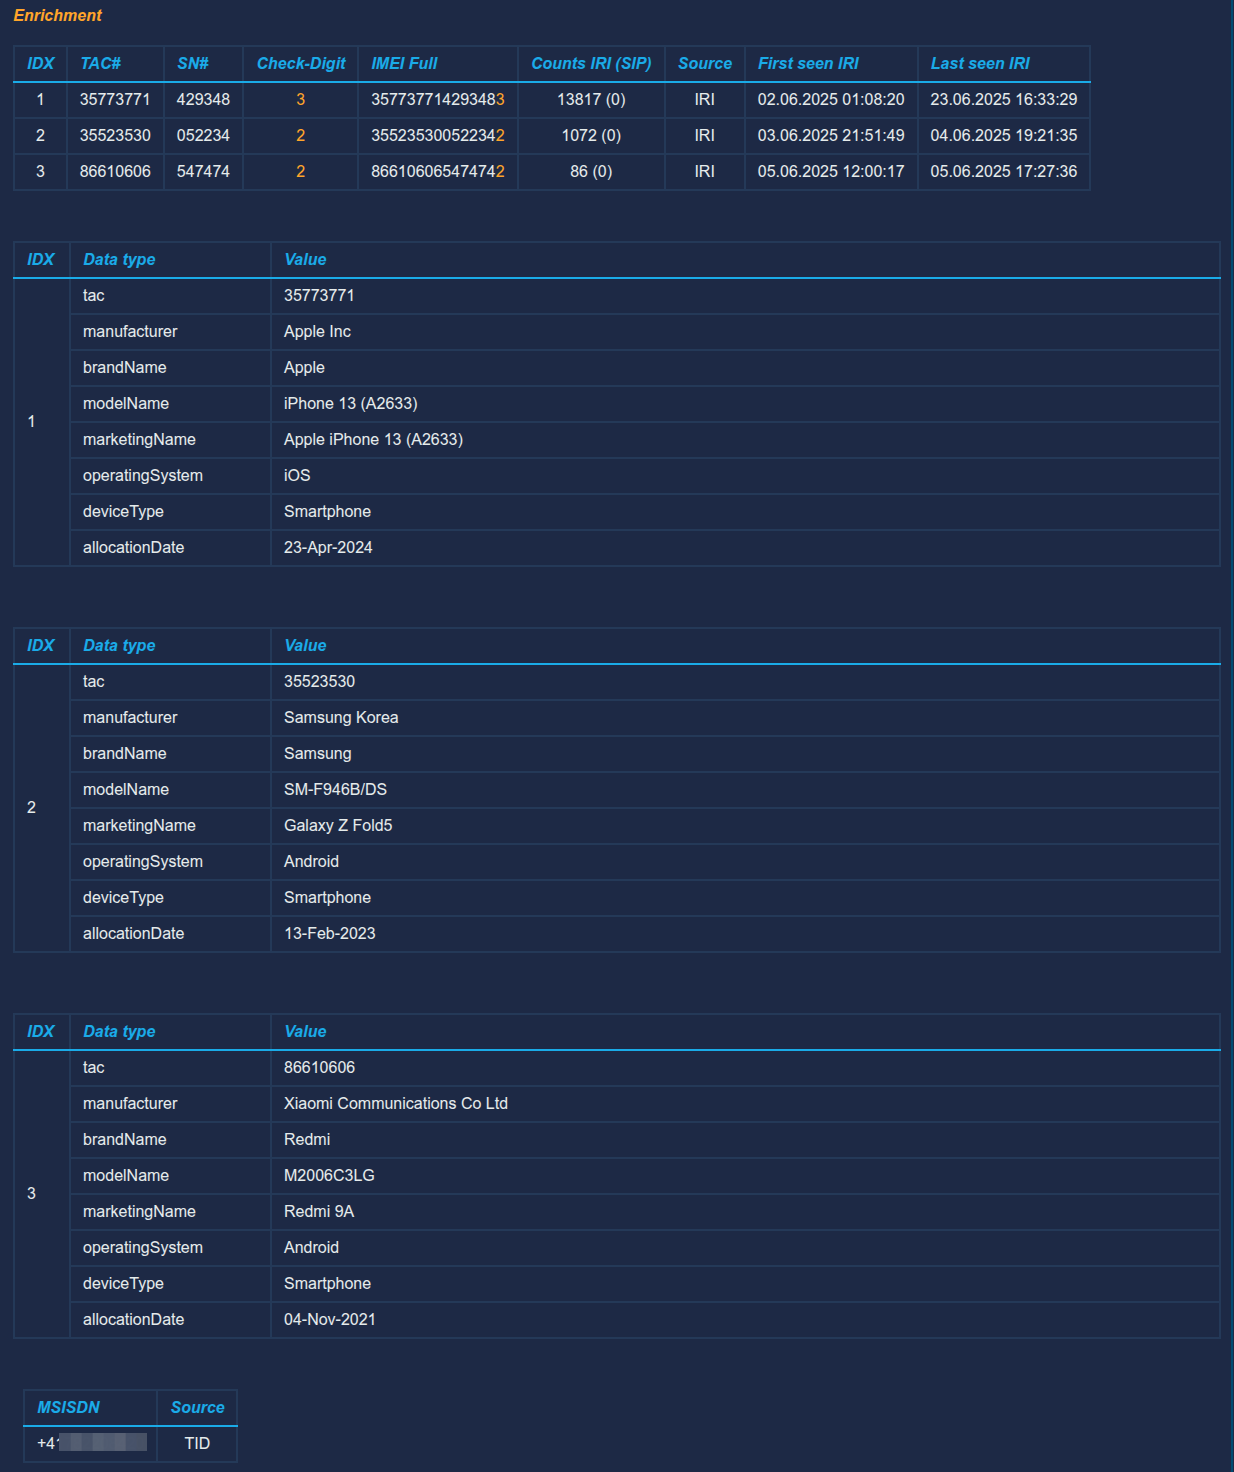 Enrichment
IDX TAC# SN# Check-Digit IMEI Full Counts IRI (SIP) Source First seen IRI Last seen IRI
1 35773771 429348 3 357737714293483 13817 (0) IRI 02.06.2025 01:08:20 23.06.2025 16:33:29
2 35523530 052234 2 355235300522342 1072 (0) IRI 03.06.2025 21:51:49 04.06.2025 19:21:35
3 86610606 547474 2 866106065474742 86 (0) IRI 05.06.2025 12:00:17 05.06.2025 17:27:36
IDX Data type Value
tac 35773771
manufacturer Apple Inc
brandName Apple
modelName iPhone 13 (A2633)
1
marketingName Apple iPhone 13 (A2633)
operatingSystem iOS
deviceType Smartphone
allocationDate 23-Apr-2024
IDX Data type Value
tac 35523530
manufacturer Samsung Korea
brandName Samsung
modelName SM-F946B/DS
2
marketingName Galaxy Z Fold5
operatingSystem Android
deviceType Smartphone
allocationDate 13-Feb-2023
IDX Data type Value
tac 86610606
manufacturer Xiaomi Communications Co Ltd
brandName Redmi
modelName M2006C3LG
3
marketingName Redmi 9A
operatingSystem Android
deviceType Smartphone
allocationDate 04-Nov-2021
MSISDN Source
+41 TID